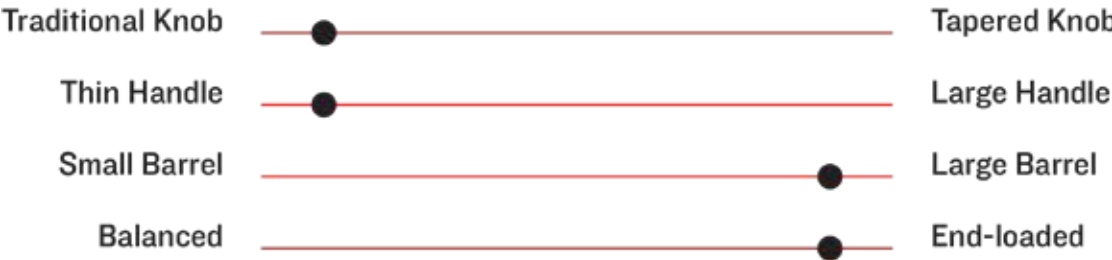 Traditional Knob Tapered Knob
Thin Handle Large Handle
Small Barrel Large Barrel
Balanced End-loaded